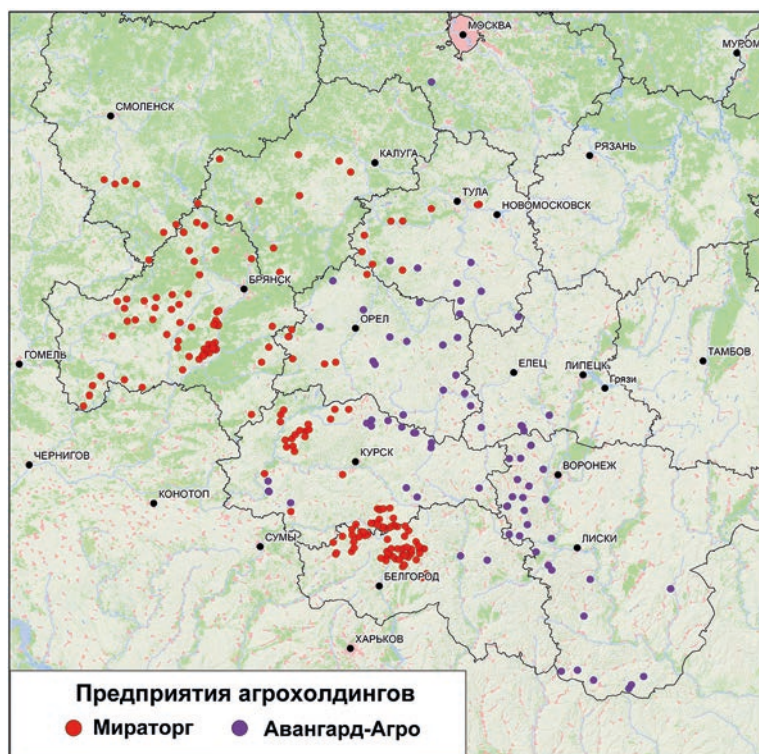 МОСКВА
МУРОМ
СМОЛЕНСК
КАЛУГА
РЯЗАНЬ
ТУЛА
НОВОМОСКОВСК
БРЯНСК
ОРЕЛ
ГОМЕЛЬ
ЕЛЕЦ
ЛИПЕЦК
ТАМБОВ
Грязи
ЧЕРНИГОВ
КУРСК
ВОРОНЕЖ
КОНОТОП
СУМЫ
ЛИСКИ
БЕЛГОРОД
ХАРЬКОВ
Предприятия агрохолдингов
Мираторг Авангард-Агро